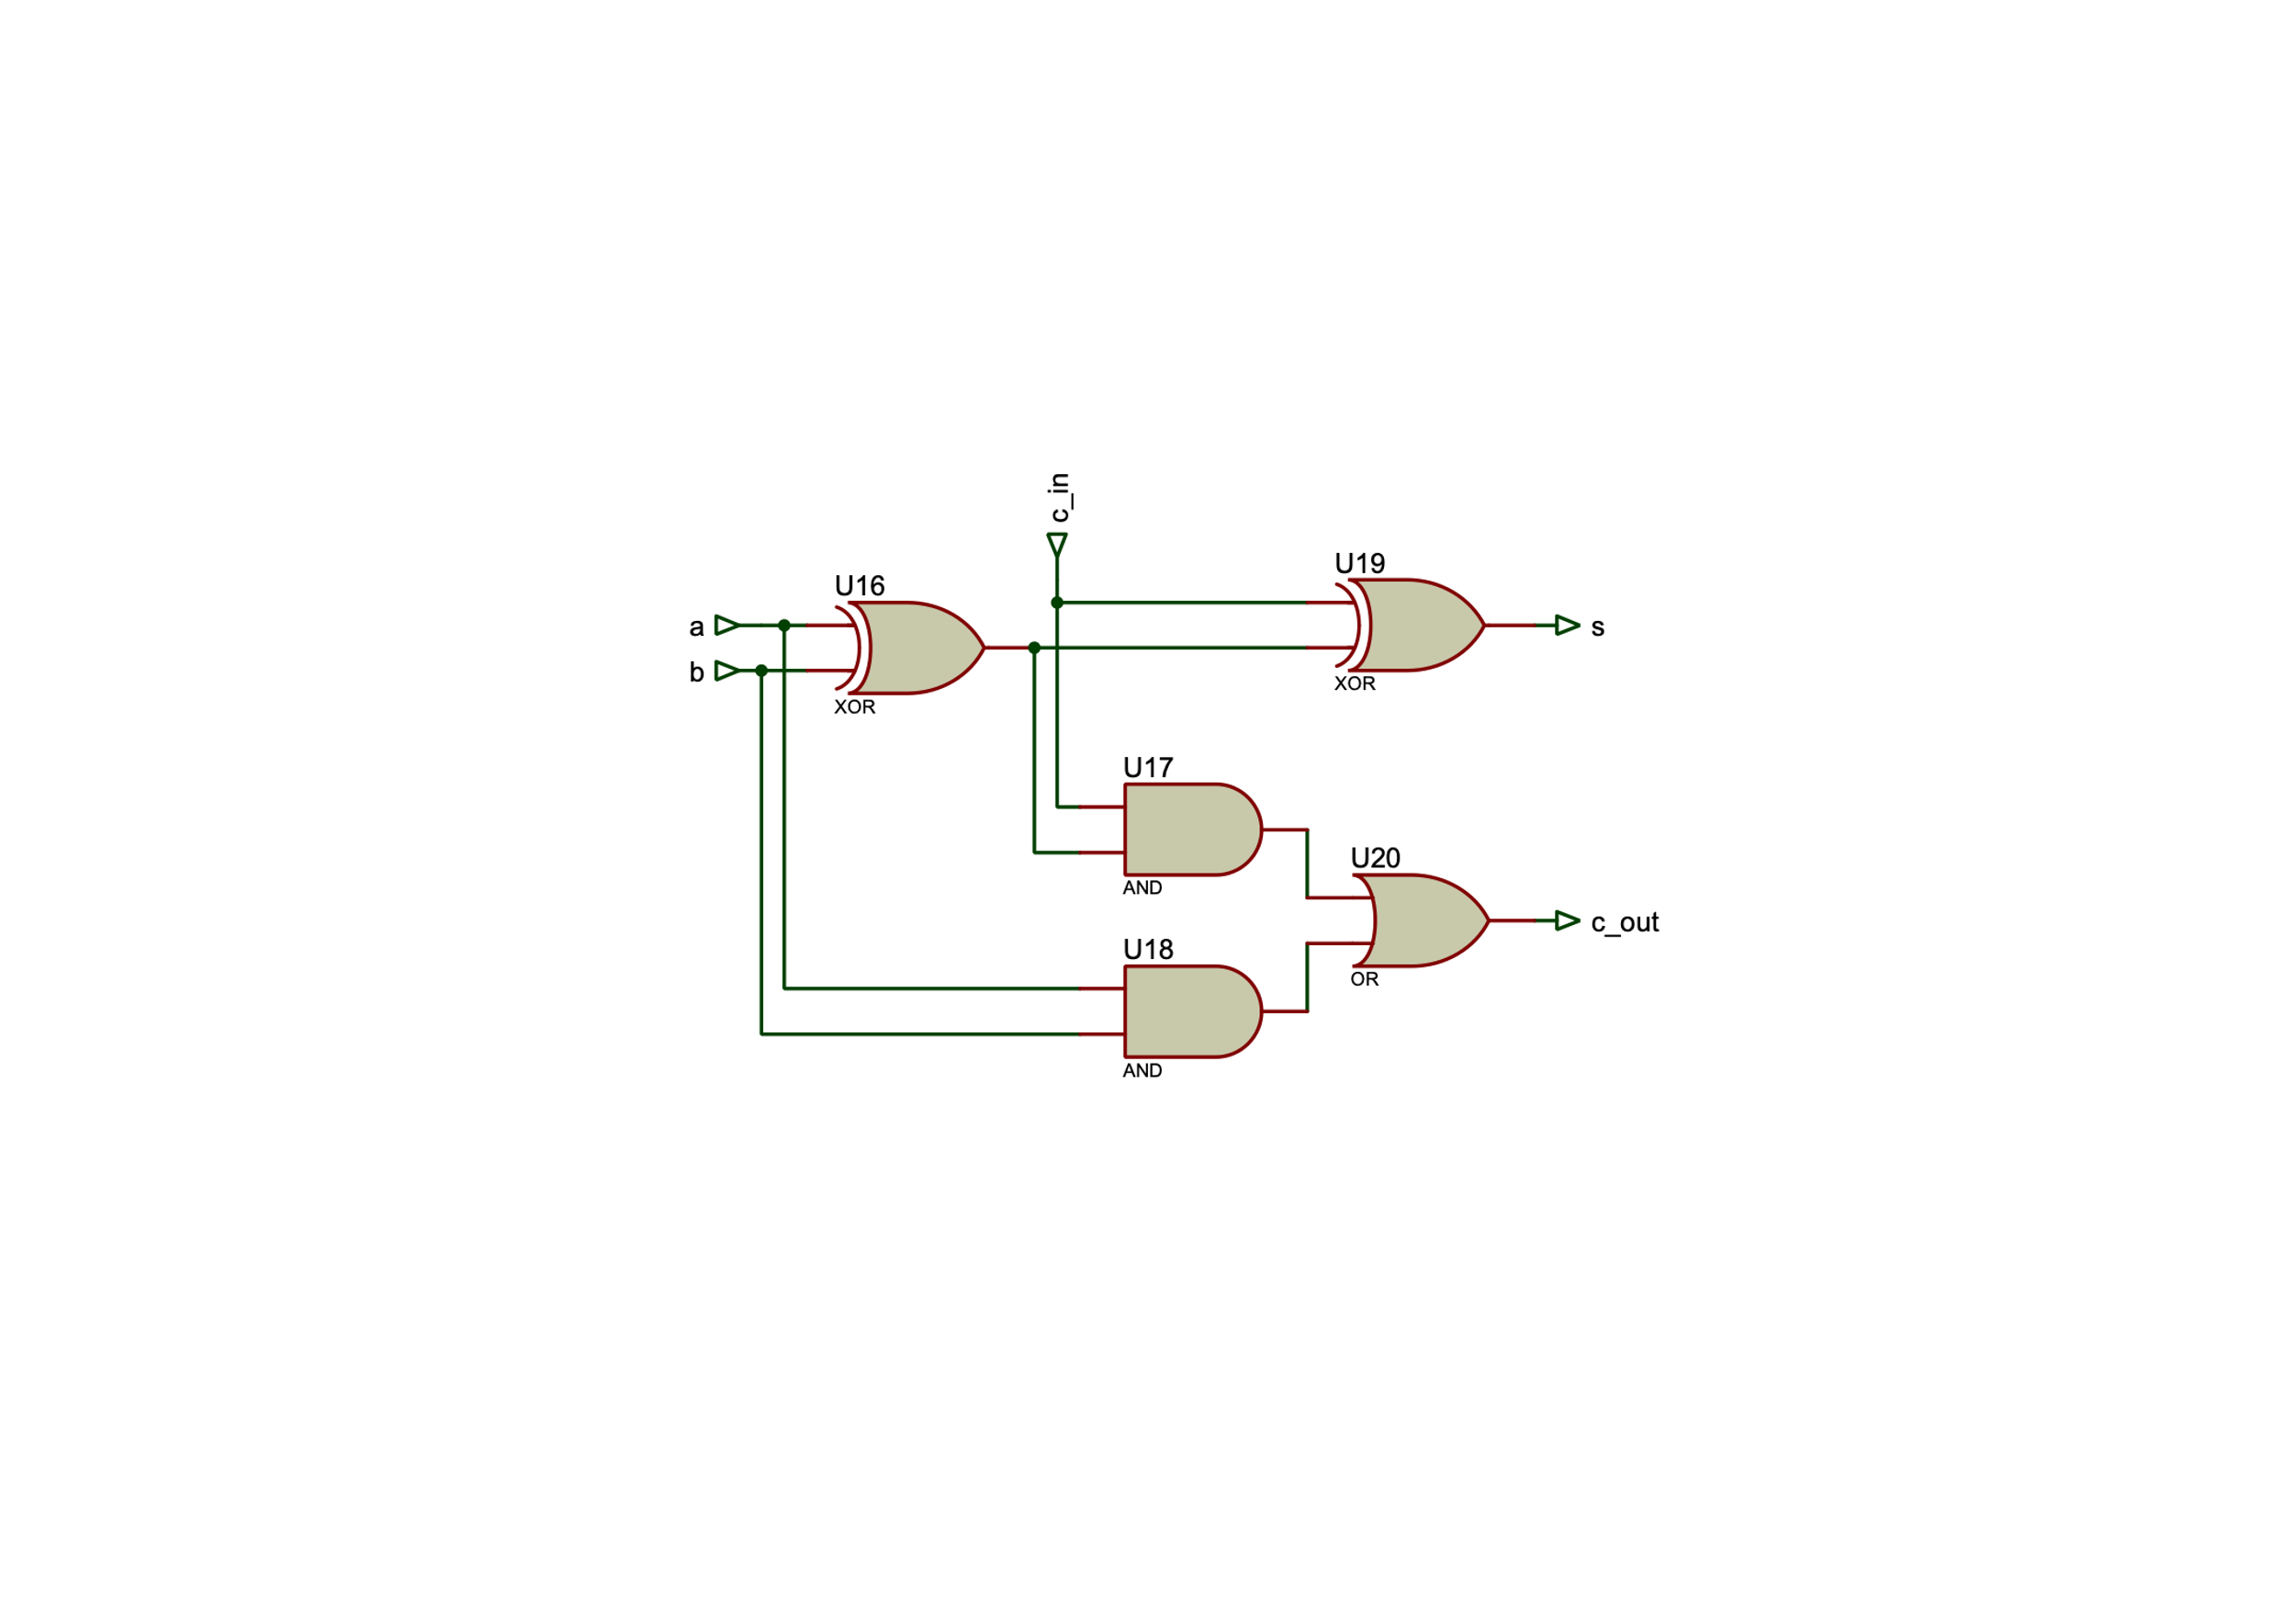 c_in
U19
U16
a
s
b
XOR
XOR
U17
U20
AND
c_out
U18
OR
AND